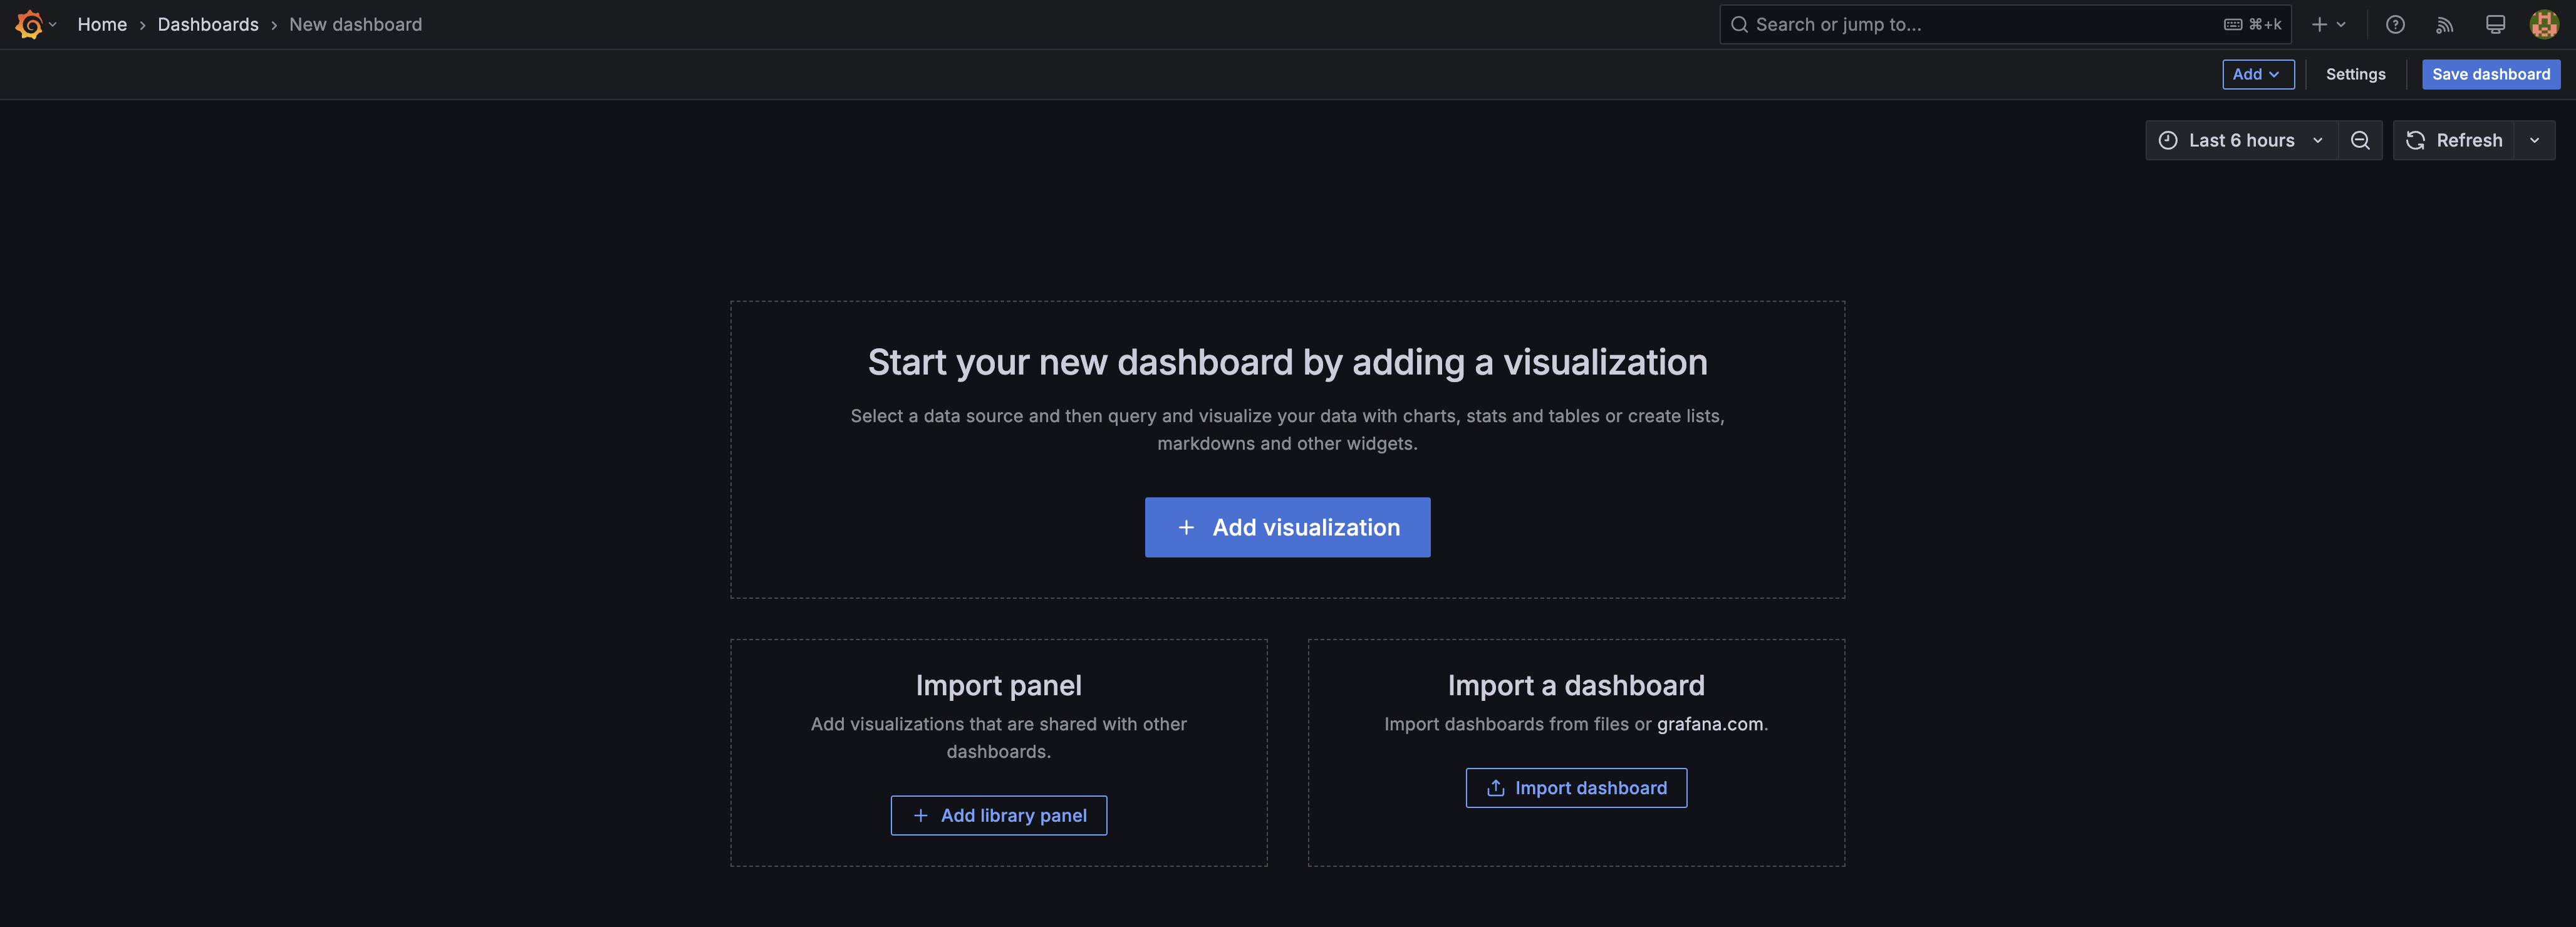 Home > Dashboards > New dashboard
Search or jump to...
⌘+k
Add
Settings
Save dashboard
Last 6 hours
Refresh
Start your new dashboard by adding a visualization
Select a data source and then query and visualize your data with charts, stats and tables or create lists,
markdowns and other widgets.
+ Add visualization
Import panel
Add visualizations that are shared with other
dashboards.
+ Add library panel
Import a dashboard
Import dashboards from files or grafana.com.
Import dashboard